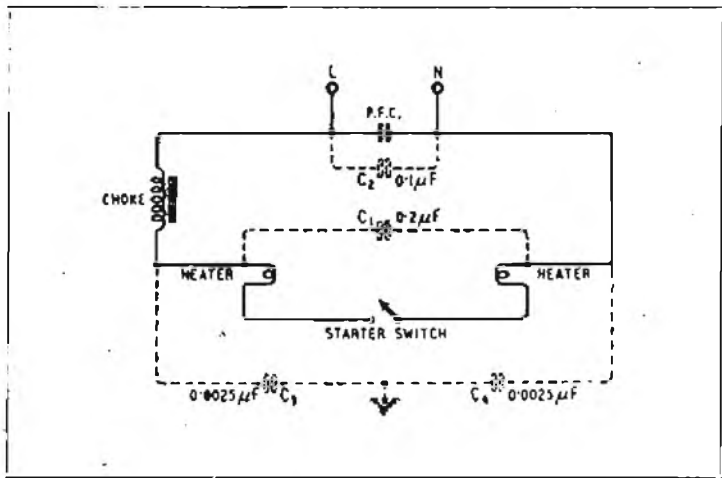 L N
P.F.C.
C2 0.1µF
CHOKE
C1 0.2µF
HEATER HEATER
STARTER SWITCH
0.0025µF C3 C4 0.0025µF